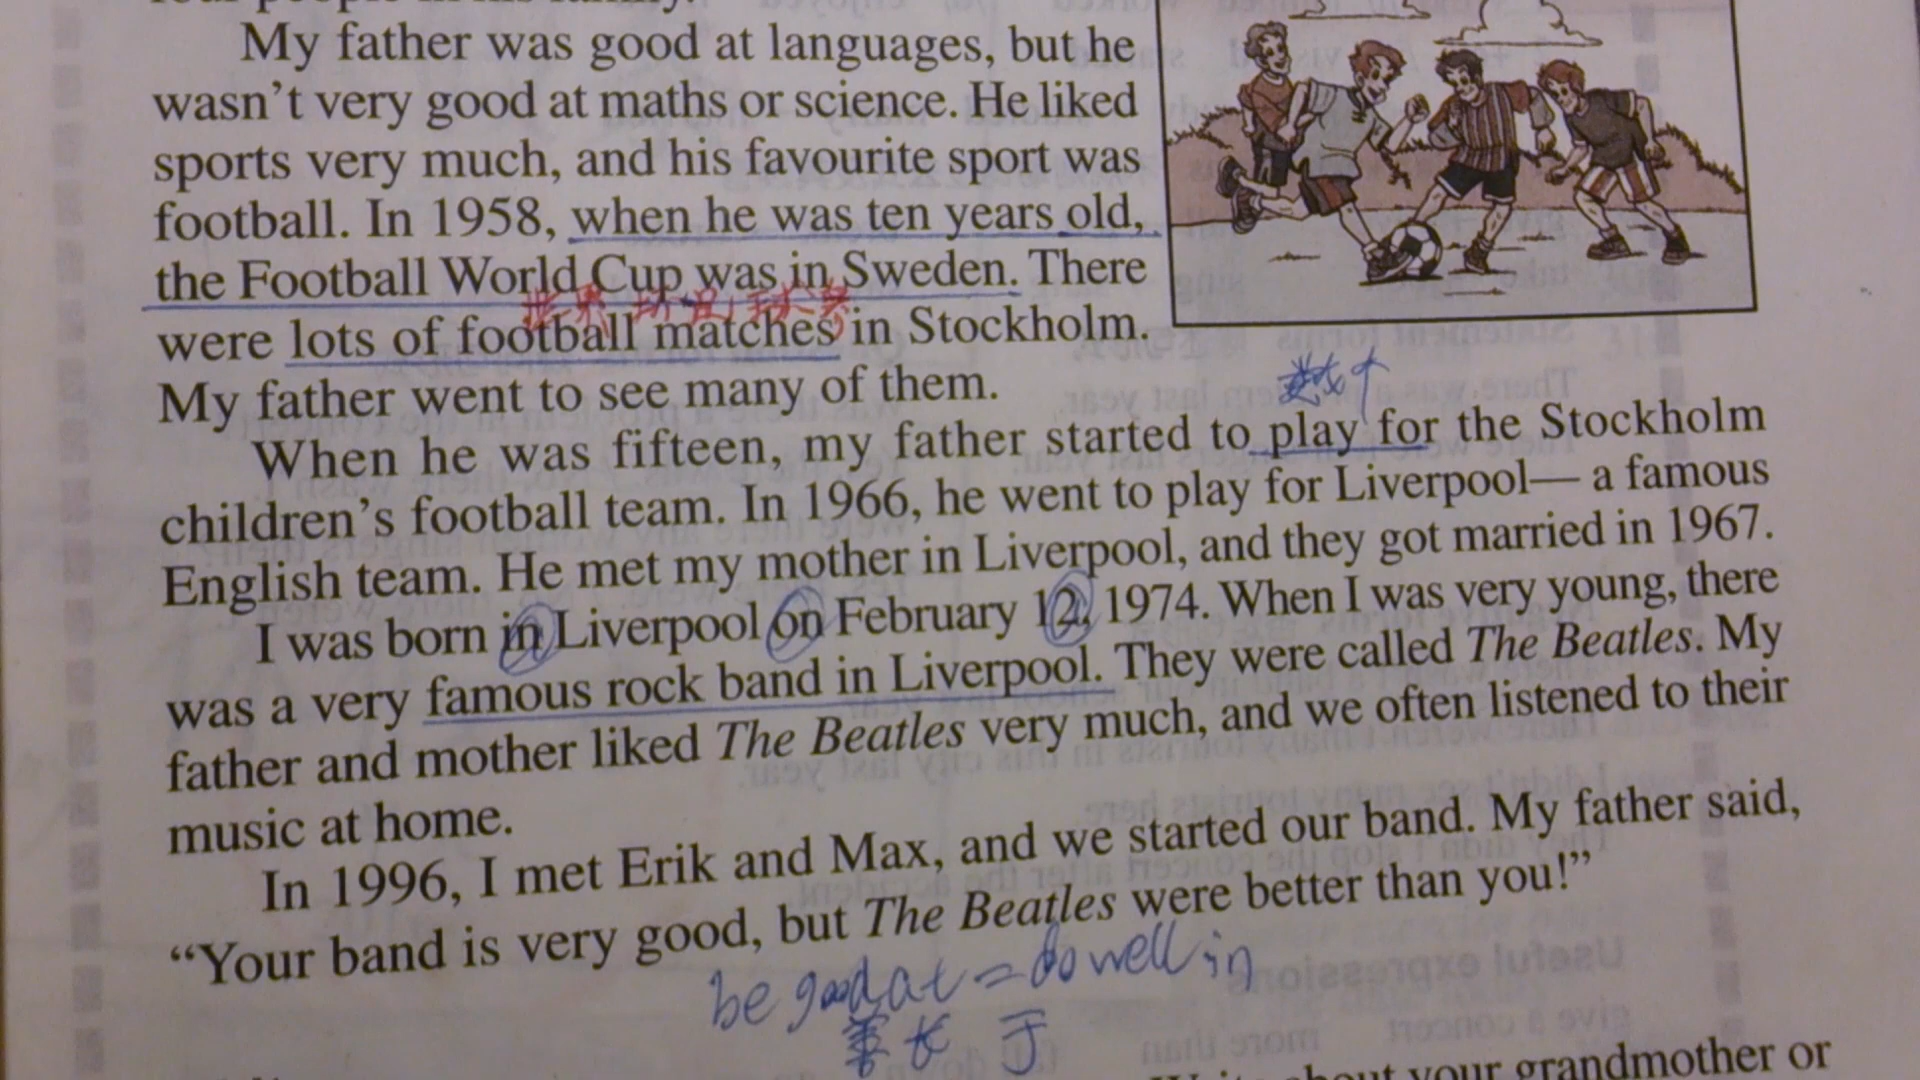 My father was good at languages, but he
wasn't very good at maths or science. He liked
sports very much, and his favourite sport was
football. In 1958, when he was ten years old,
the Football World Cup was in Sweden. There
世界
were lots of football matches in Stockholm.
My father went to see many of them.
When he was fifteen, my father started to play for the Stockholm
children's football team. In 1966, he went to play for Liverpool— a famous
English team. He met my mother in Liverpool, and they got married in 1967.
I was born in Liverpool on February 12, 1974. When I was very young, there
was a very famous rock band in Liverpool. They were called The Beatles. My
father and mother liked The Beatles very much, and we often listened to their
music at home.
In 1996, I met Erik and Max, and we started our band. My father said,
“Your band is very good, but The Beatles were better than you!”
be good at = do well in
长 于
about your grandmother or